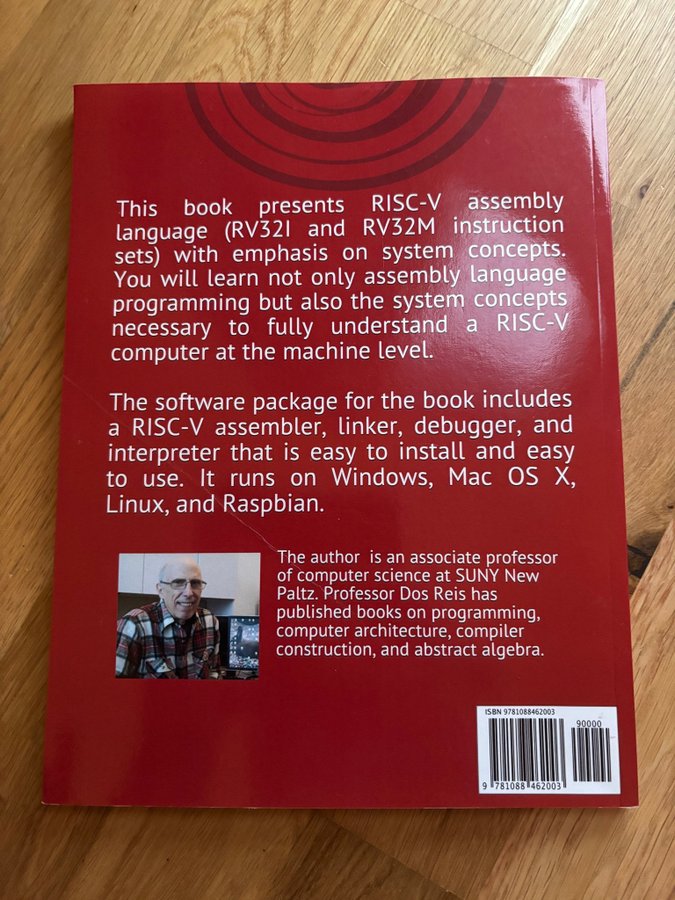 This book presents RISC-V assembly
language (RV32I and RV32M instruction
sets) with emphasis on system concepts.
You will learn not only assembly language
programming but also the system concepts
necessary to fully understand a RISC-V
computer at the machine level.
The software package for the book includes
a RISC-V assembler, linker, debugger, and
interpreter that is easy to install and easy
to use. It runs on Windows, Mac OS X,
Linux, and Raspbian.
The author is an associate professor
of computer science at SUNY New
Paltz. Professor Dos Reis has
published books on programming,
computer architecture, compiler
construction, and abstract algebra.
ISBN 9781088462003
90000
9 781088 462003